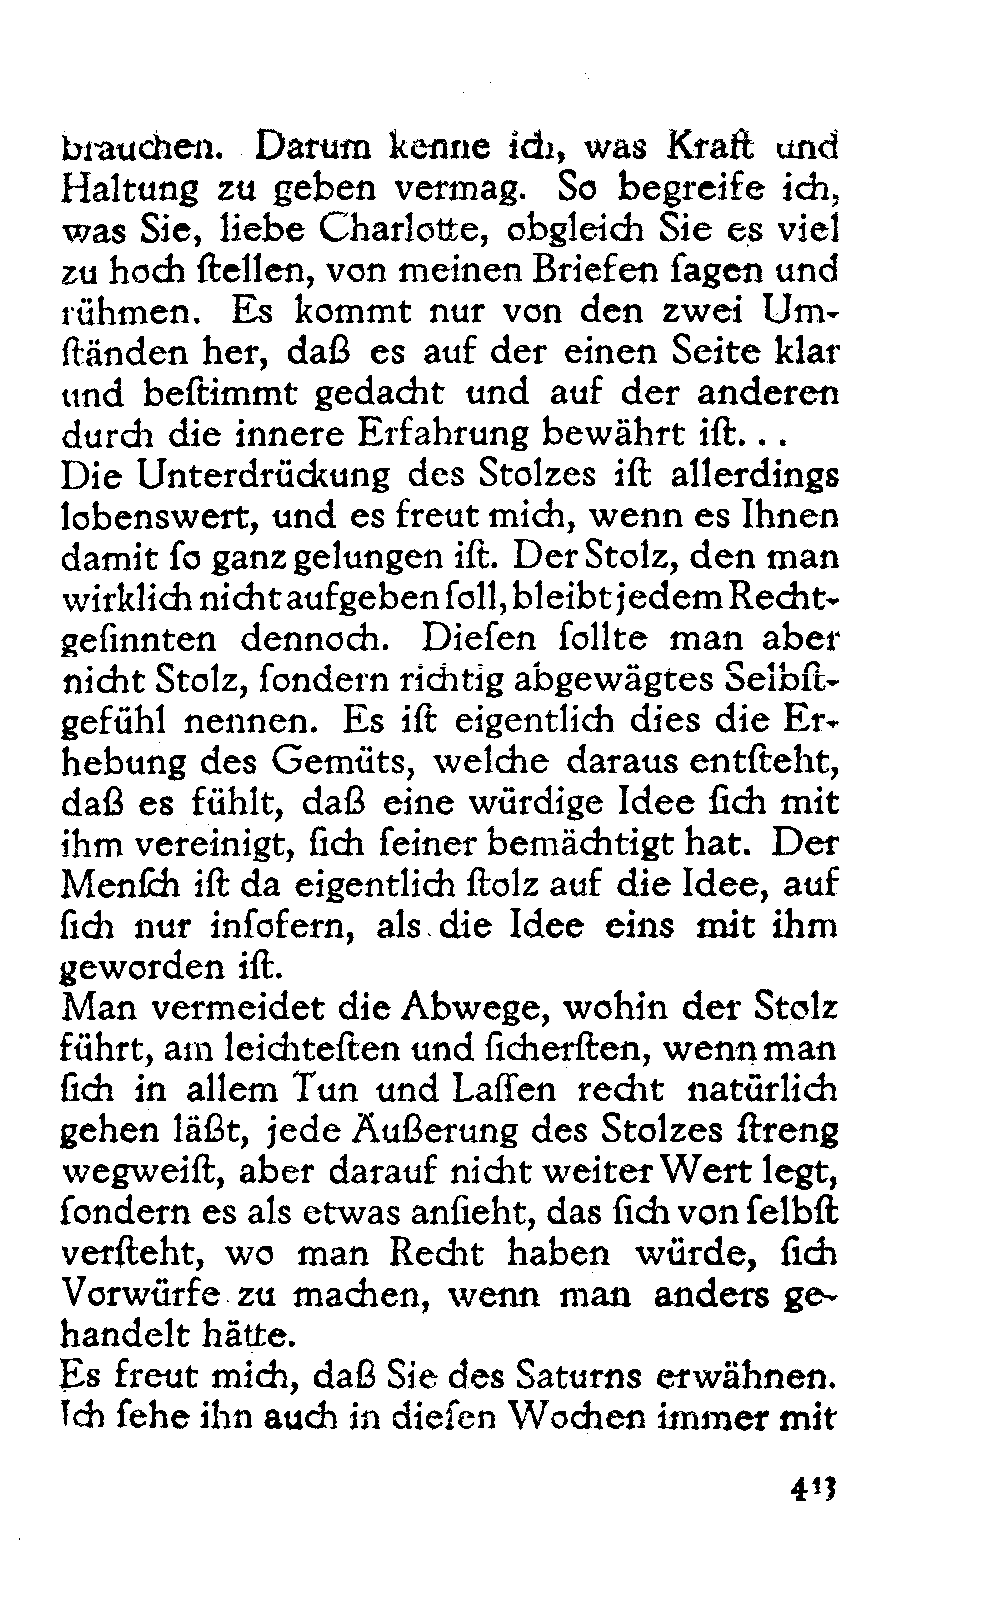 brauchen. Darum kenne ich, was Kraft und
Haltung zu geben vermag. So begreife ich,
was Sie, liebe Charlotte, obgleich Sie es viel
zu hoch ſtellen, von meinen Briefen ſagen und
rühmen. Es kommt nur von den zwei Um-
ſtänden her, daß es auf der einen Seite klar
und beſtimmt gedacht und auf der anderen
durch die innere Erfahrung bewährt iſt. . .
Die Unterdrückung des Stolzes iſt allerdings
lobenswert, und es freut mich, wenn es Ihnen
damit ſo ganz gelungen iſt. Der Stolz, den man
wirklich nicht aufgeben ſoll, bleibt jedem Recht-
geſinnten dennoch. Dieſen ſollte man aber
nicht Stolz, ſondern richtig abgewägtes Selbſt-
gefühl nennen. Es iſt eigentlich dies die Er-
hebung des Gemüts, welche daraus entſteht,
daß es fühlt, daß eine würdige Idee ſich mit
ihm vereinigt, ſich ſeiner bemächtigt hat. Der
Menſch iſt da eigentlich ſtolz auf die Idee, auf
ſich nur inſofern, als die Idee eins mit ihm
geworden iſt.
Man vermeidet die Abwege, wohin der Stolz
führt, am leichteſten und ſicherſten, wenn man
ſich in allem Tun und Laſſen recht natürlich
gehen läßt, jede Äußerung des Stolzes ſtreng
wegweiſt, aber darauf nicht weiter Wert legt,
ſondern es als etwas anſieht, das ſich von ſelbſt
verſteht, wo man Recht haben würde, ſich
Vorwürfe zu machen, wenn man anders ge-
handelt hätte.
Es freut mich, daß Sie des Saturns erwähnen.
Ich ſehe ihn auch in dieſen Wochen immer mit
413